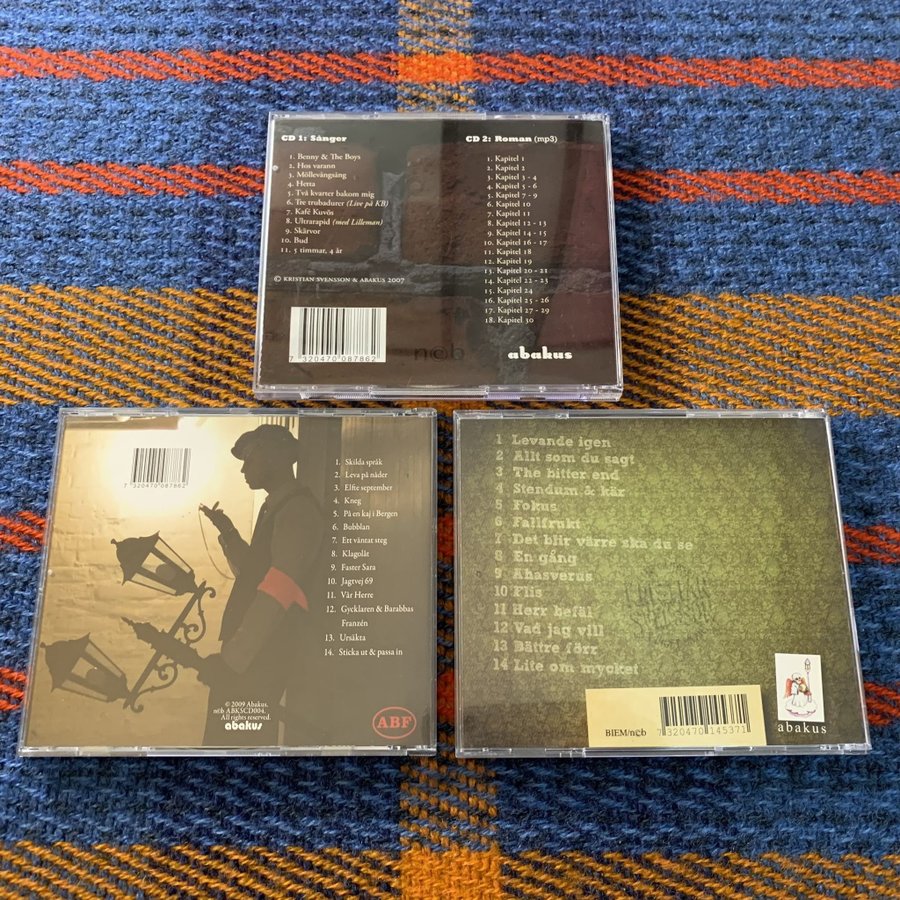 CD 1: Sånger
1. Benny & The Boys
2. Hos varann
3. Möllevångsång
4. Hetta
5. Två kvarter bakom mig
6. Tre trubadurer (Live på KB)
7. Kafé Kuvös
8. Ultrarapid (med Lilleman)
9. Skärvor
10. Bud
11. 5 timmar, 4 år
© KRISTIAN SVENSSON & ABAKUS 2007
7 320470 087862
CD 2: Roman (mp3)
1. Kapitel 1
2. Kapitel 2
3. Kapitel 3 - 4
4. Kapitel 5 - 6
5. Kapitel 7 - 9
6. Kapitel 10
7. Kapitel 11
8. Kapitel 12 - 13
9. Kapitel 14 - 15
10. Kapitel 16 - 17
11. Kapitel 18
12. Kapitel 19
13. Kapitel 20 - 21
14. Kapitel 22 - 23
15. Kapitel 24
16. Kapitel 25 - 26
17. Kapitel 27 - 29
18. Kapitel 30
n©b
abakus
7 320470 087862
1. Skilda språk
2. Leva på nåder
3. Elfte september
4. Kneg
5. På en kaj i Bergen
6. Bubblan
7. Ett väntat steg
8. Klagolåt
9. Faster Sara
10. Jagtvej 69
11. Vår Herre
12. Gycklaren & Barabbas
Franzén
13. Ursäkta
14. Sticka ut & passa in
© 2009 Abakus,
n©b ABKSCD004.
All rights reserved.
abakus
ABF
1 Levande igen
2 Allt som du sagt
3 The bitter end
4 Stendum & kär
5 Fokus
6 Fallfrukt
7 Det blir värre ska du se
8 En gång
9 Ahasverus
10 Flis
11 Herr befäl
12 Vad jag vill
13 Bättre förr
14 Lite om mycket
KRISTIAN
SVENSSON
BIEM/n©b
7 320470 145371
abakus